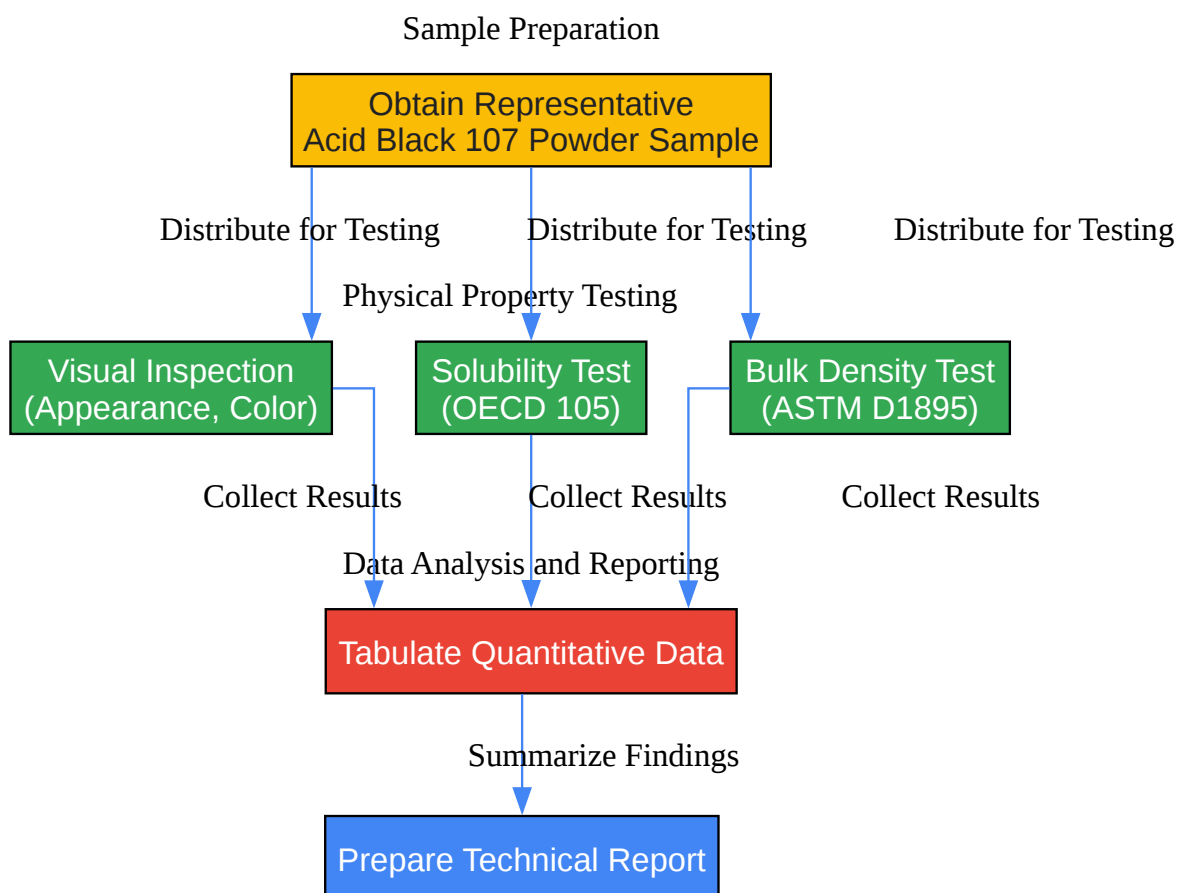 Sample Preparation
Obtain Representative
Acid Black 107 Powder Sample
Distribute for Testing
Distribute for Testing
Distribute for Testing
Physical Property Testing
Visual Inspection
(Appearance, Color)
Solubility Test
(OECD 105)
Bulk Density Test
(ASTM D1895)
Collect Results
Collect Results
Collect Results
Data Analysis and Reporting
Tabulate Quantitative Data
Summarize Findings
Prepare Technical Report